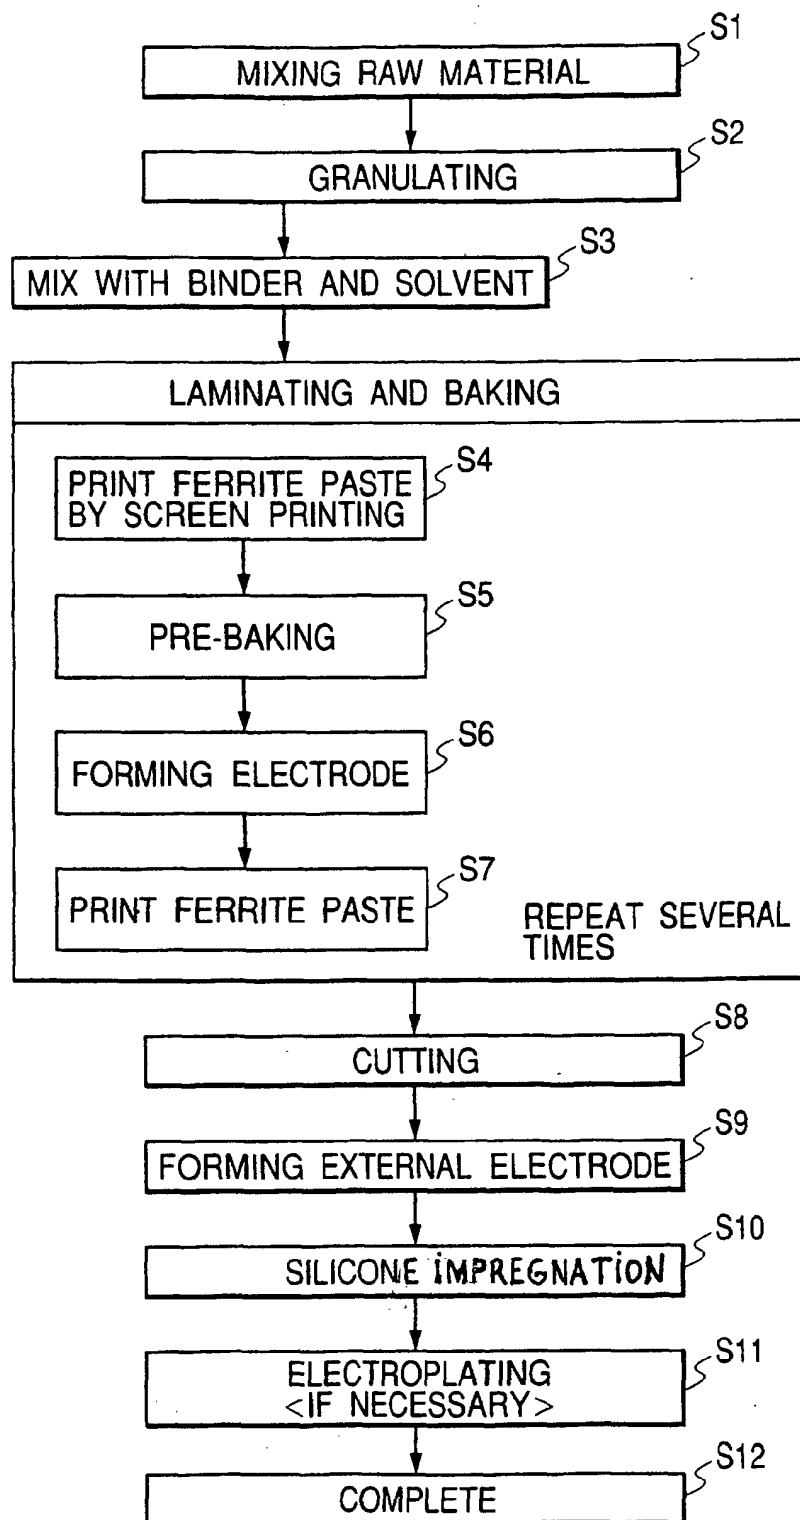 S1
MIXING RAW MATERIAL
S2
GRANULATING
S3
MIX WITH BINDER AND SOLVENT
LAMINATING AND BAKING
S4
PRINT FERRITE PASTE
BY SCREEN PRINTING
S5
PRE-BAKING
S6
FORMING ELECTRODE
S7
PRINT FERRITE PASTE
REPEAT SEVERAL
TIMES
S8
CUTTING
S9
FORMING EXTERNAL ELECTRODE
S10
SILICONE IMPREGNATION
S11
ELECTROPLATING
<IF NECESSARY>
S12
COMPLETE